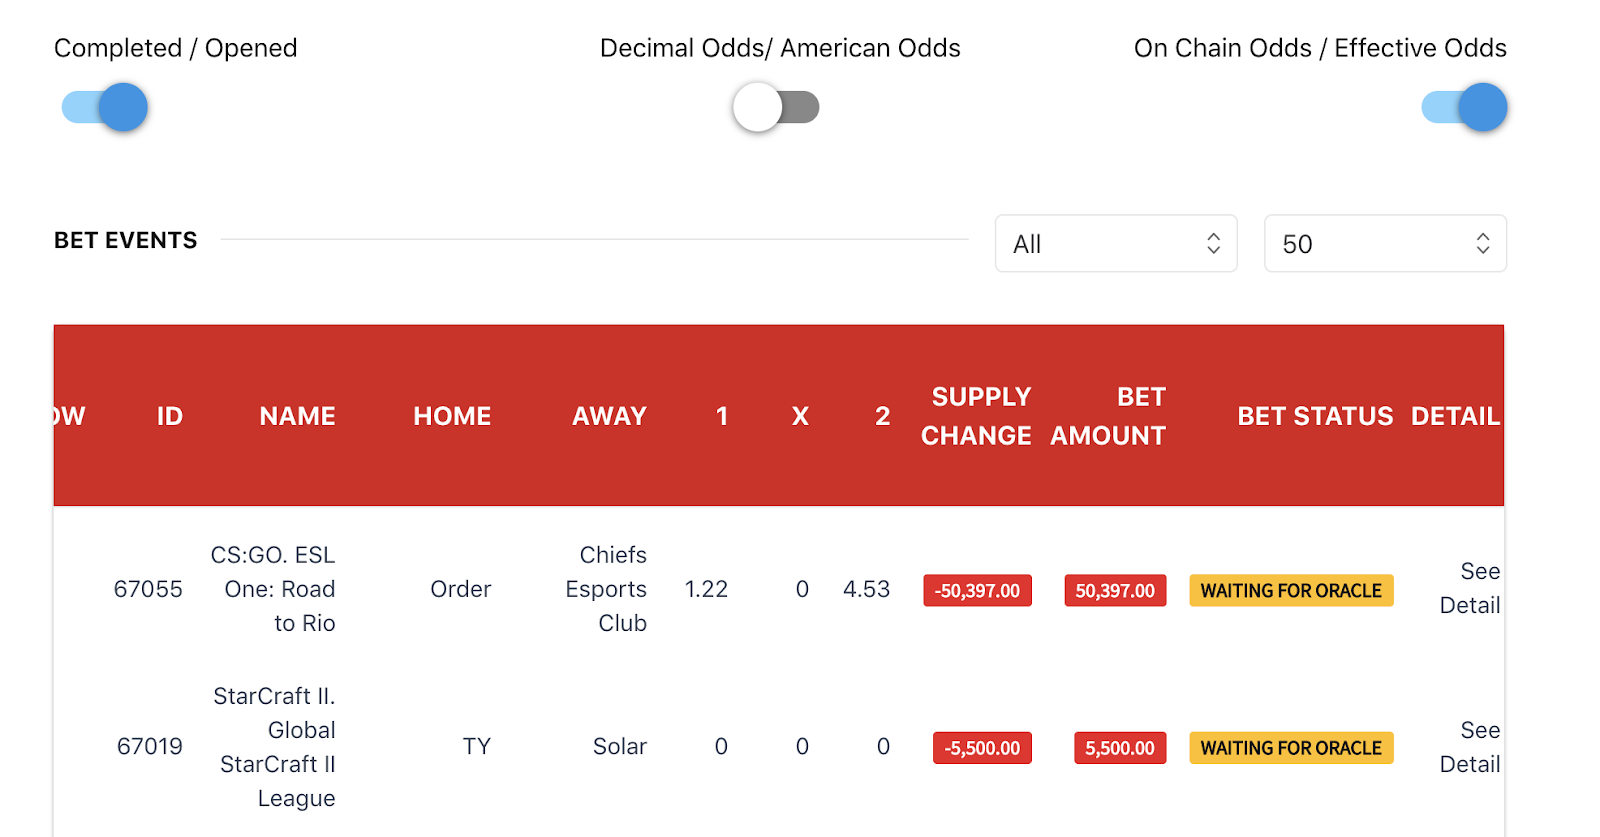 Completed / Opened
Decimal Odds/ American Odds
On Chain Odds / Effective Odds
BET EVENTS
All
50
ID
NAME
HOME
AWAY
1
X
2
SUPPLY
CHANGE
BET
AMOUNT
BET STATUS
DETAIL
67055
CS:GO. ESL
One: Road
to Rio
Order
Chiefs
Esports
Club
1.22
0
4.53
-50,397.00
50,397.00
WAITING FOR ORACLE
See
Detail
67019
StarCraft II.
Global
StarCraft II
League
TY
Solar
0
0
0
-5,500.00
5,500.00
WAITING FOR ORACLE
See
Detail